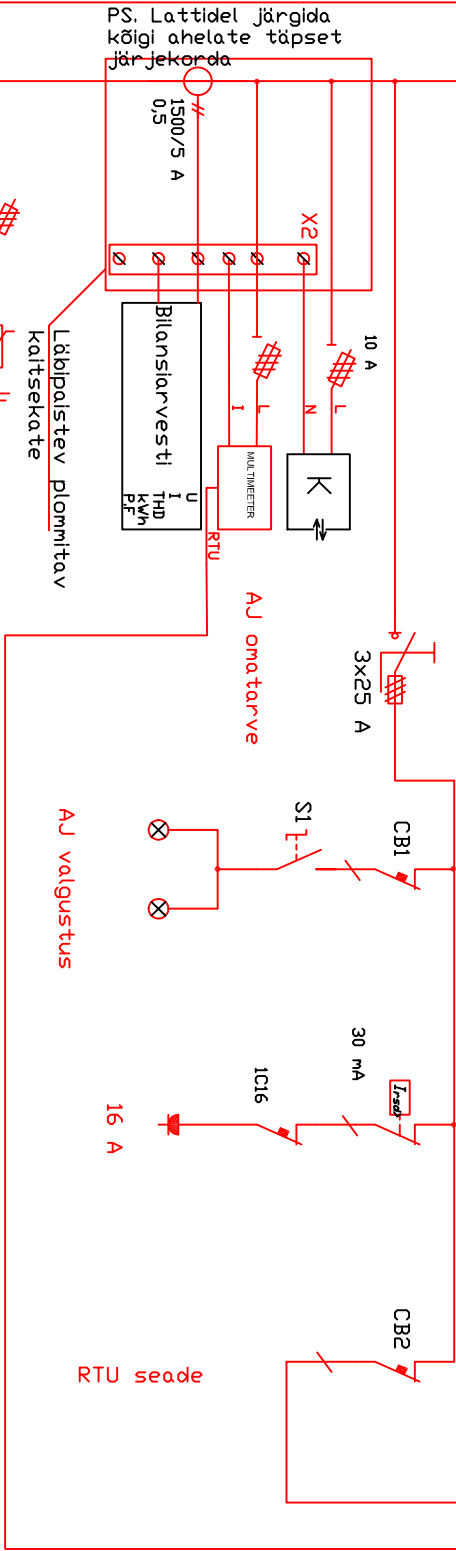 PS. Lattidel järgida
kõigi ahelate täpset
järjekorda
1500/5 A
0,5
X2
Läbipaistev plommitav
kaitsekate
Bilansiarvesti
U
I
THD
kWh
P.F
MULTIMEETER
RTU
I
L
N
L
10 A
K
AJ omatarve
3x25 A
AJ valgustus
S1
CB1
30 mA
1C16
16 A
CB2
RTU seade